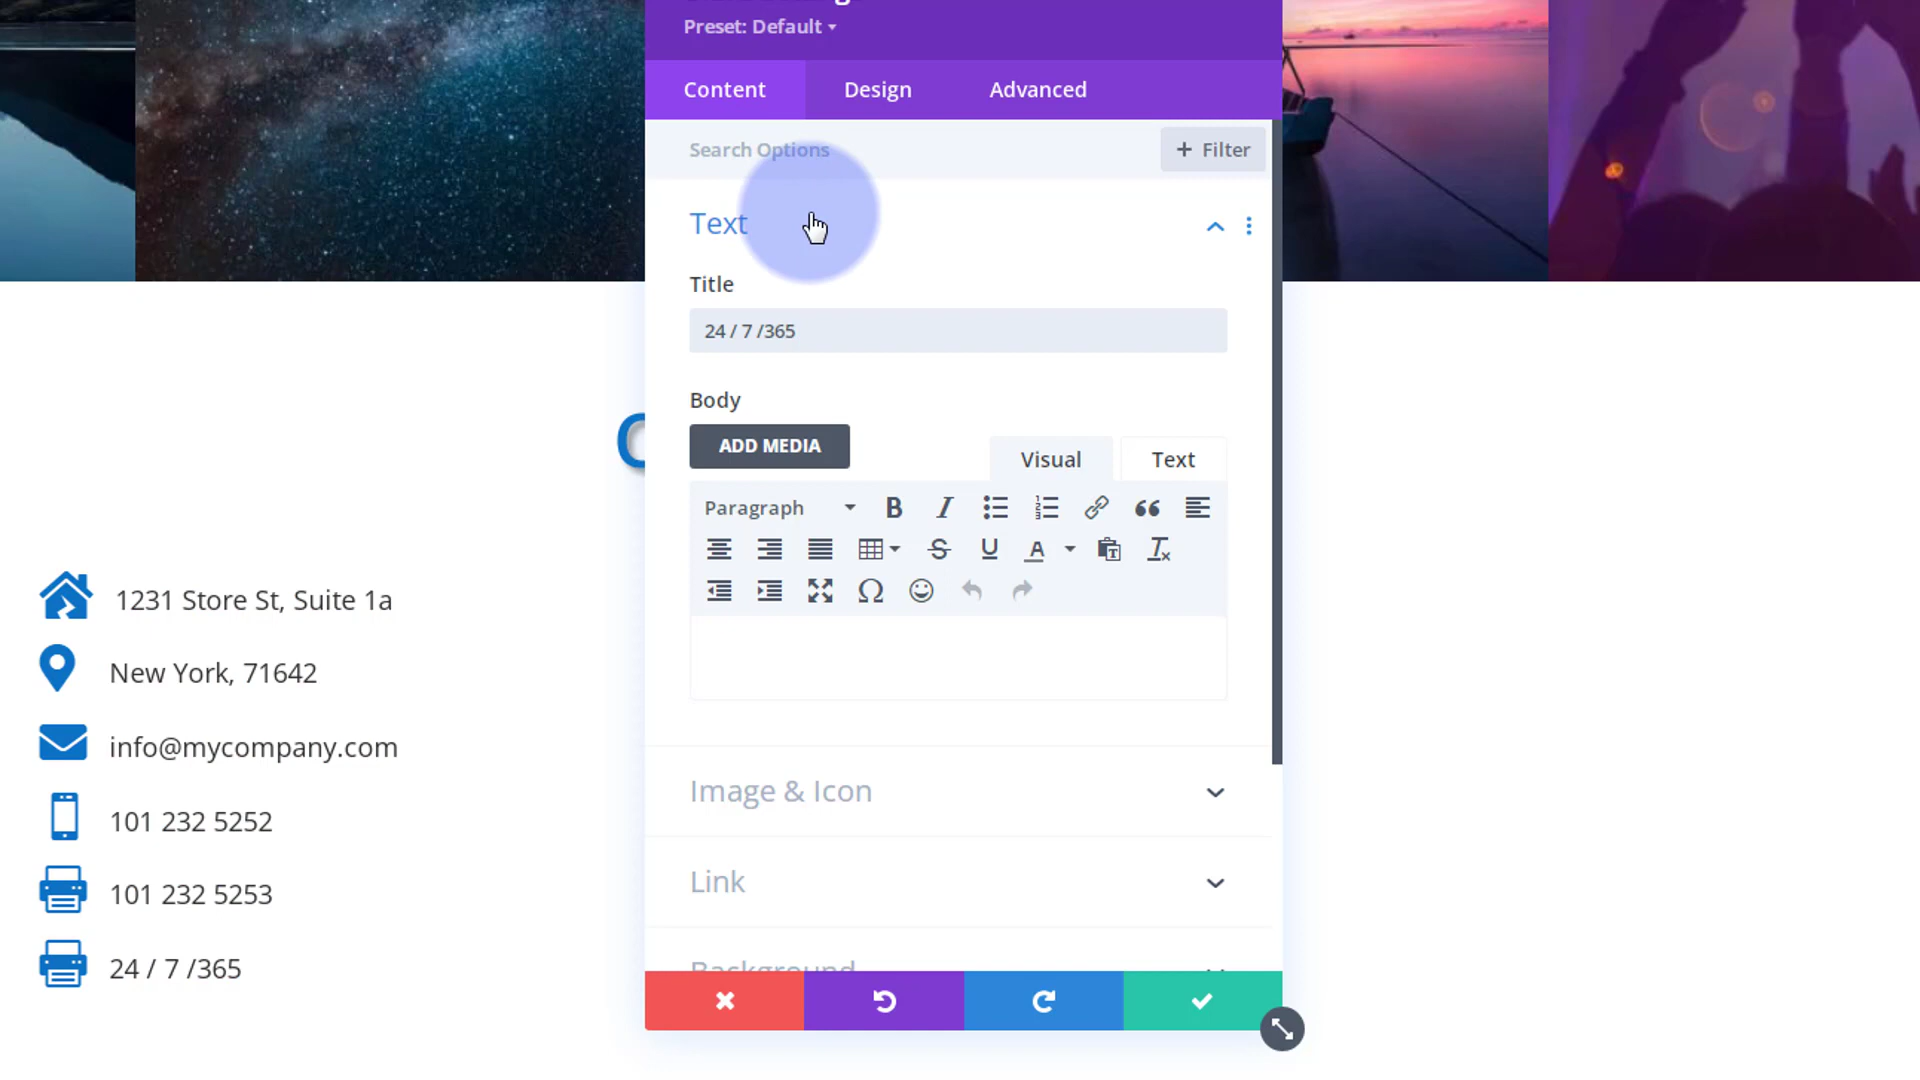 Preset: Default
Content Design Advanced
Search Options
+ Filter
Text
Title
24 / 7 /365
Body
ADD MEDIA
Visual Text
Paragraph
1231 Store St, Suite 1a
New York, 71642
info@mycompany.com
101 232 5252
101 232 5253
24 / 7 /365
Image & Icon
Link
Background